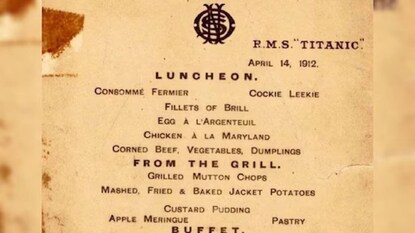 R.M.S. "TITANIC."
APRIL 14, 1912.
LUNCHEON.
CONSOMMÉ FERMIER COCKIE LEEKIE
FILLETS OF BRILL
EGG À L'ARGENTEUIL
CHICKEN À LA MARYLAND
CORNED BEEF, VEGETABLES, DUMPLINGS
FROM THE GRILL.
GRILLED MUTTON CHOPS
MASHED, FRIED & BAKED JACKET POTATOES
CUSTARD PUDDING
APPLE MERINGUE PASTRY
BUFFET.